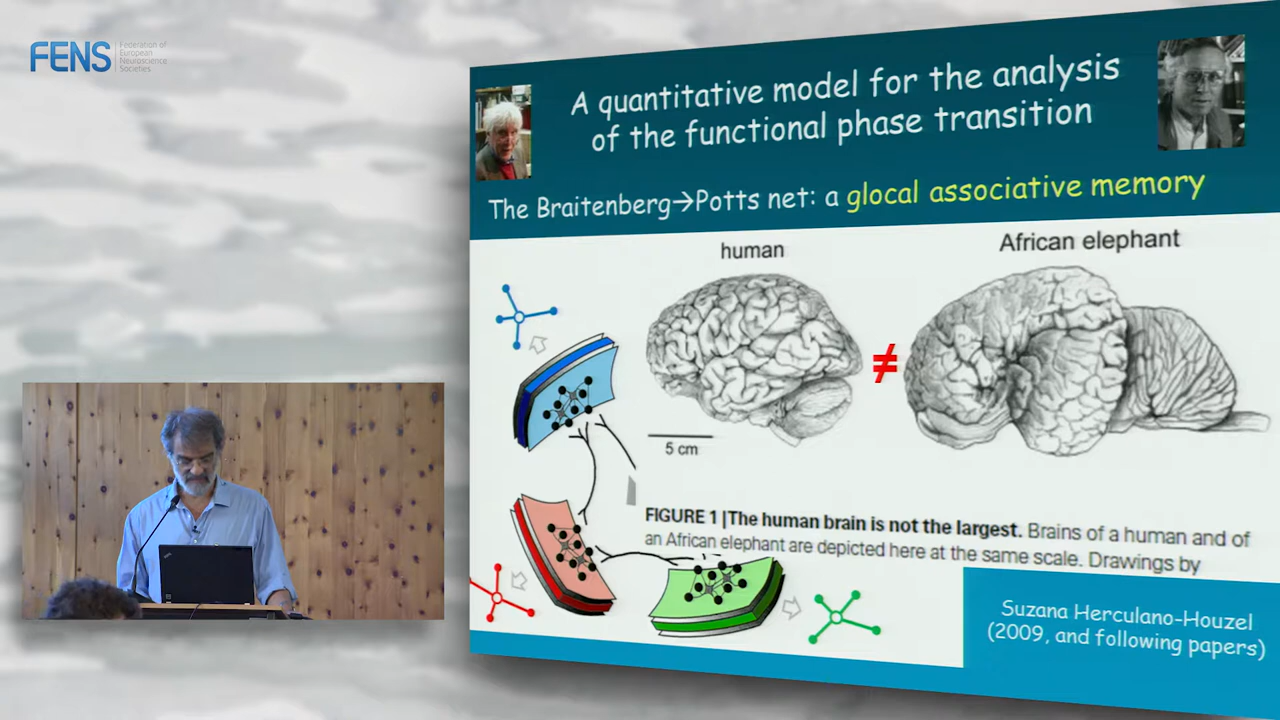 FENS
Federation of
European
Neuroscience
Societies
A quantitative model for the analysis
of the functional phase transition
The Braitenberg→Potts net: a glocal associative memory
human
African elephant
≠
5 cm
FIGURE 1 | The human brain is not the largest. Brains of a human and of
an African elephant are depicted here at the same scale. Drawings by
Suzana Herculano-Houzel
(2009, and following papers)